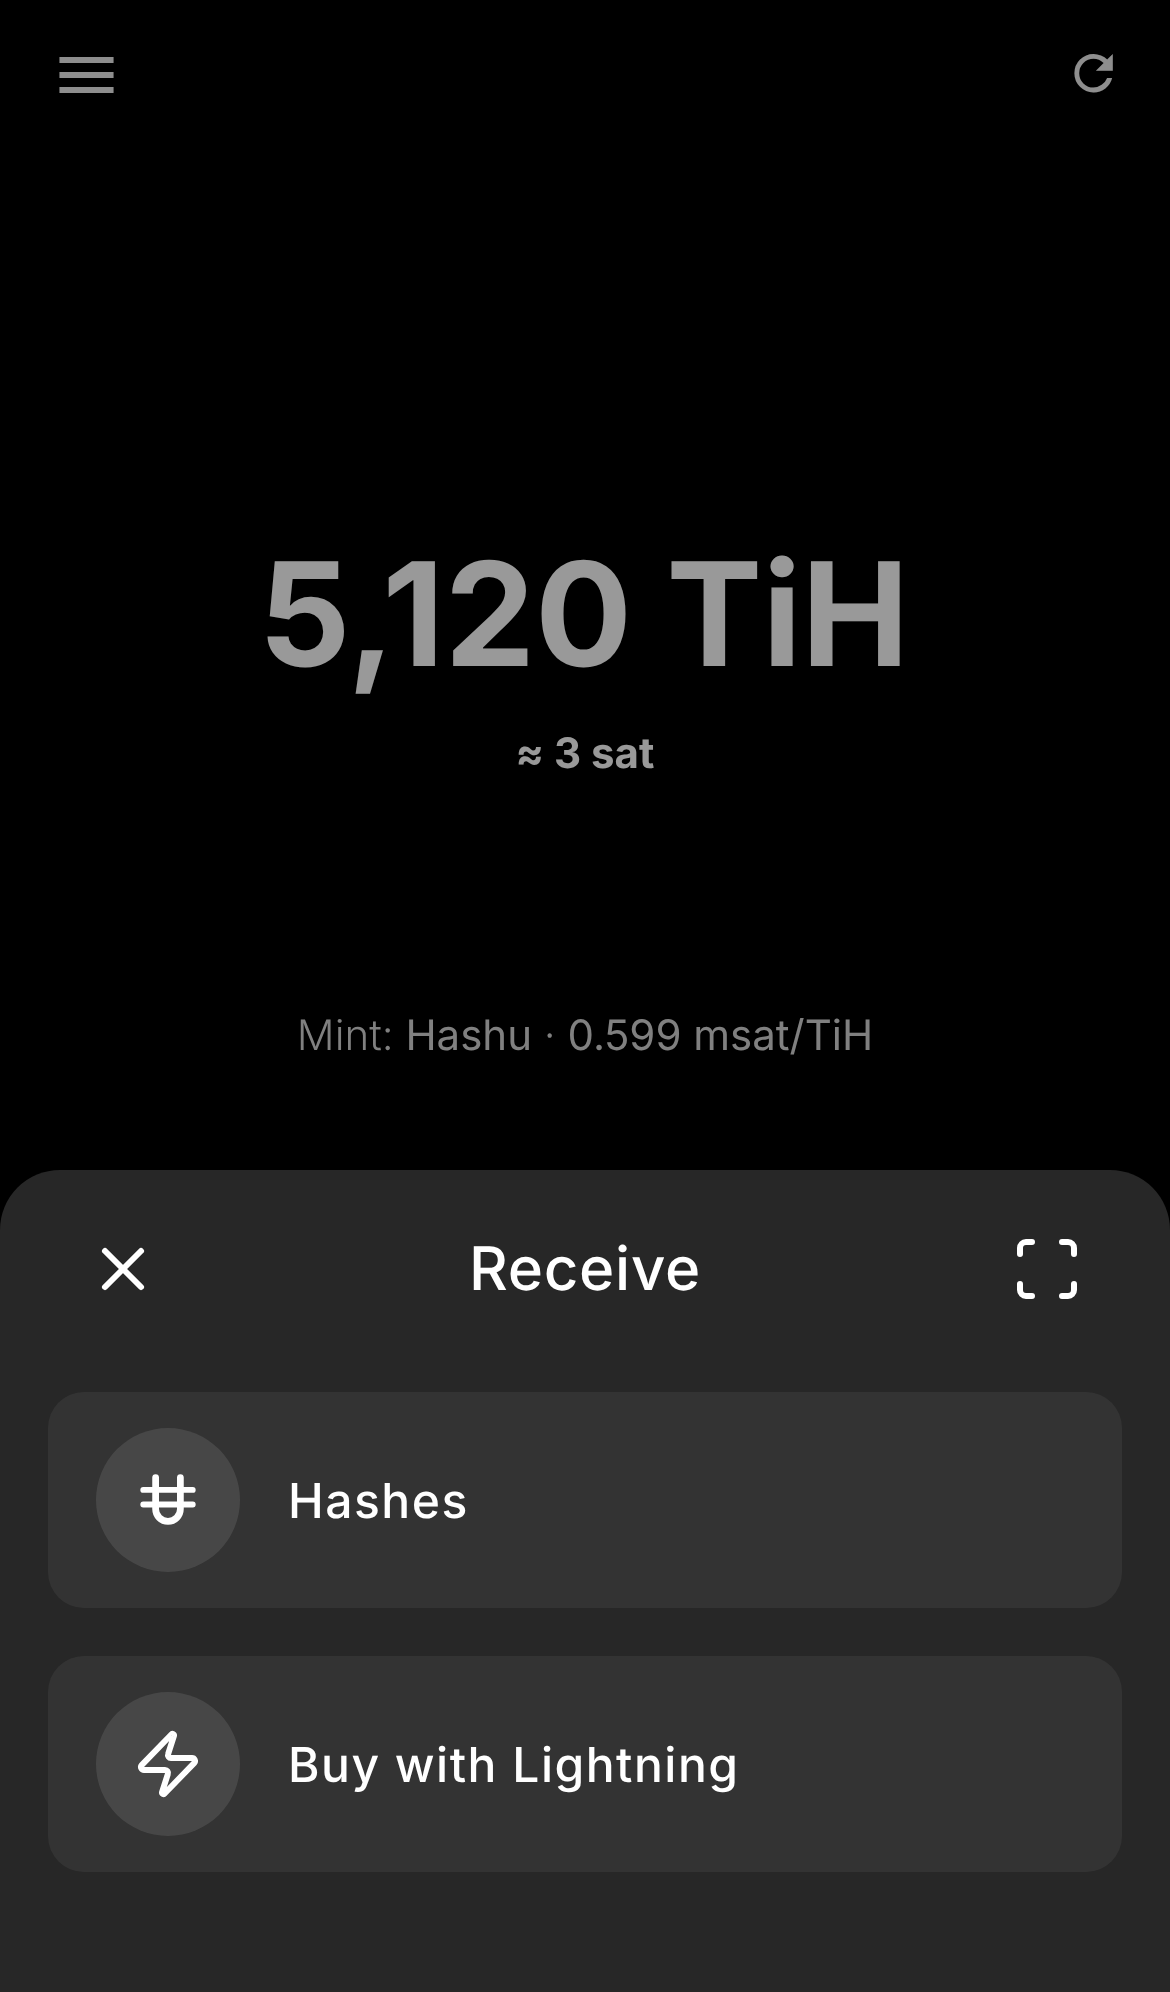 5,120 TiH
≈ 3 sat
Mint: Hashu · 0.599 msat/TiH
Receive
Hashes
Buy with Lightning